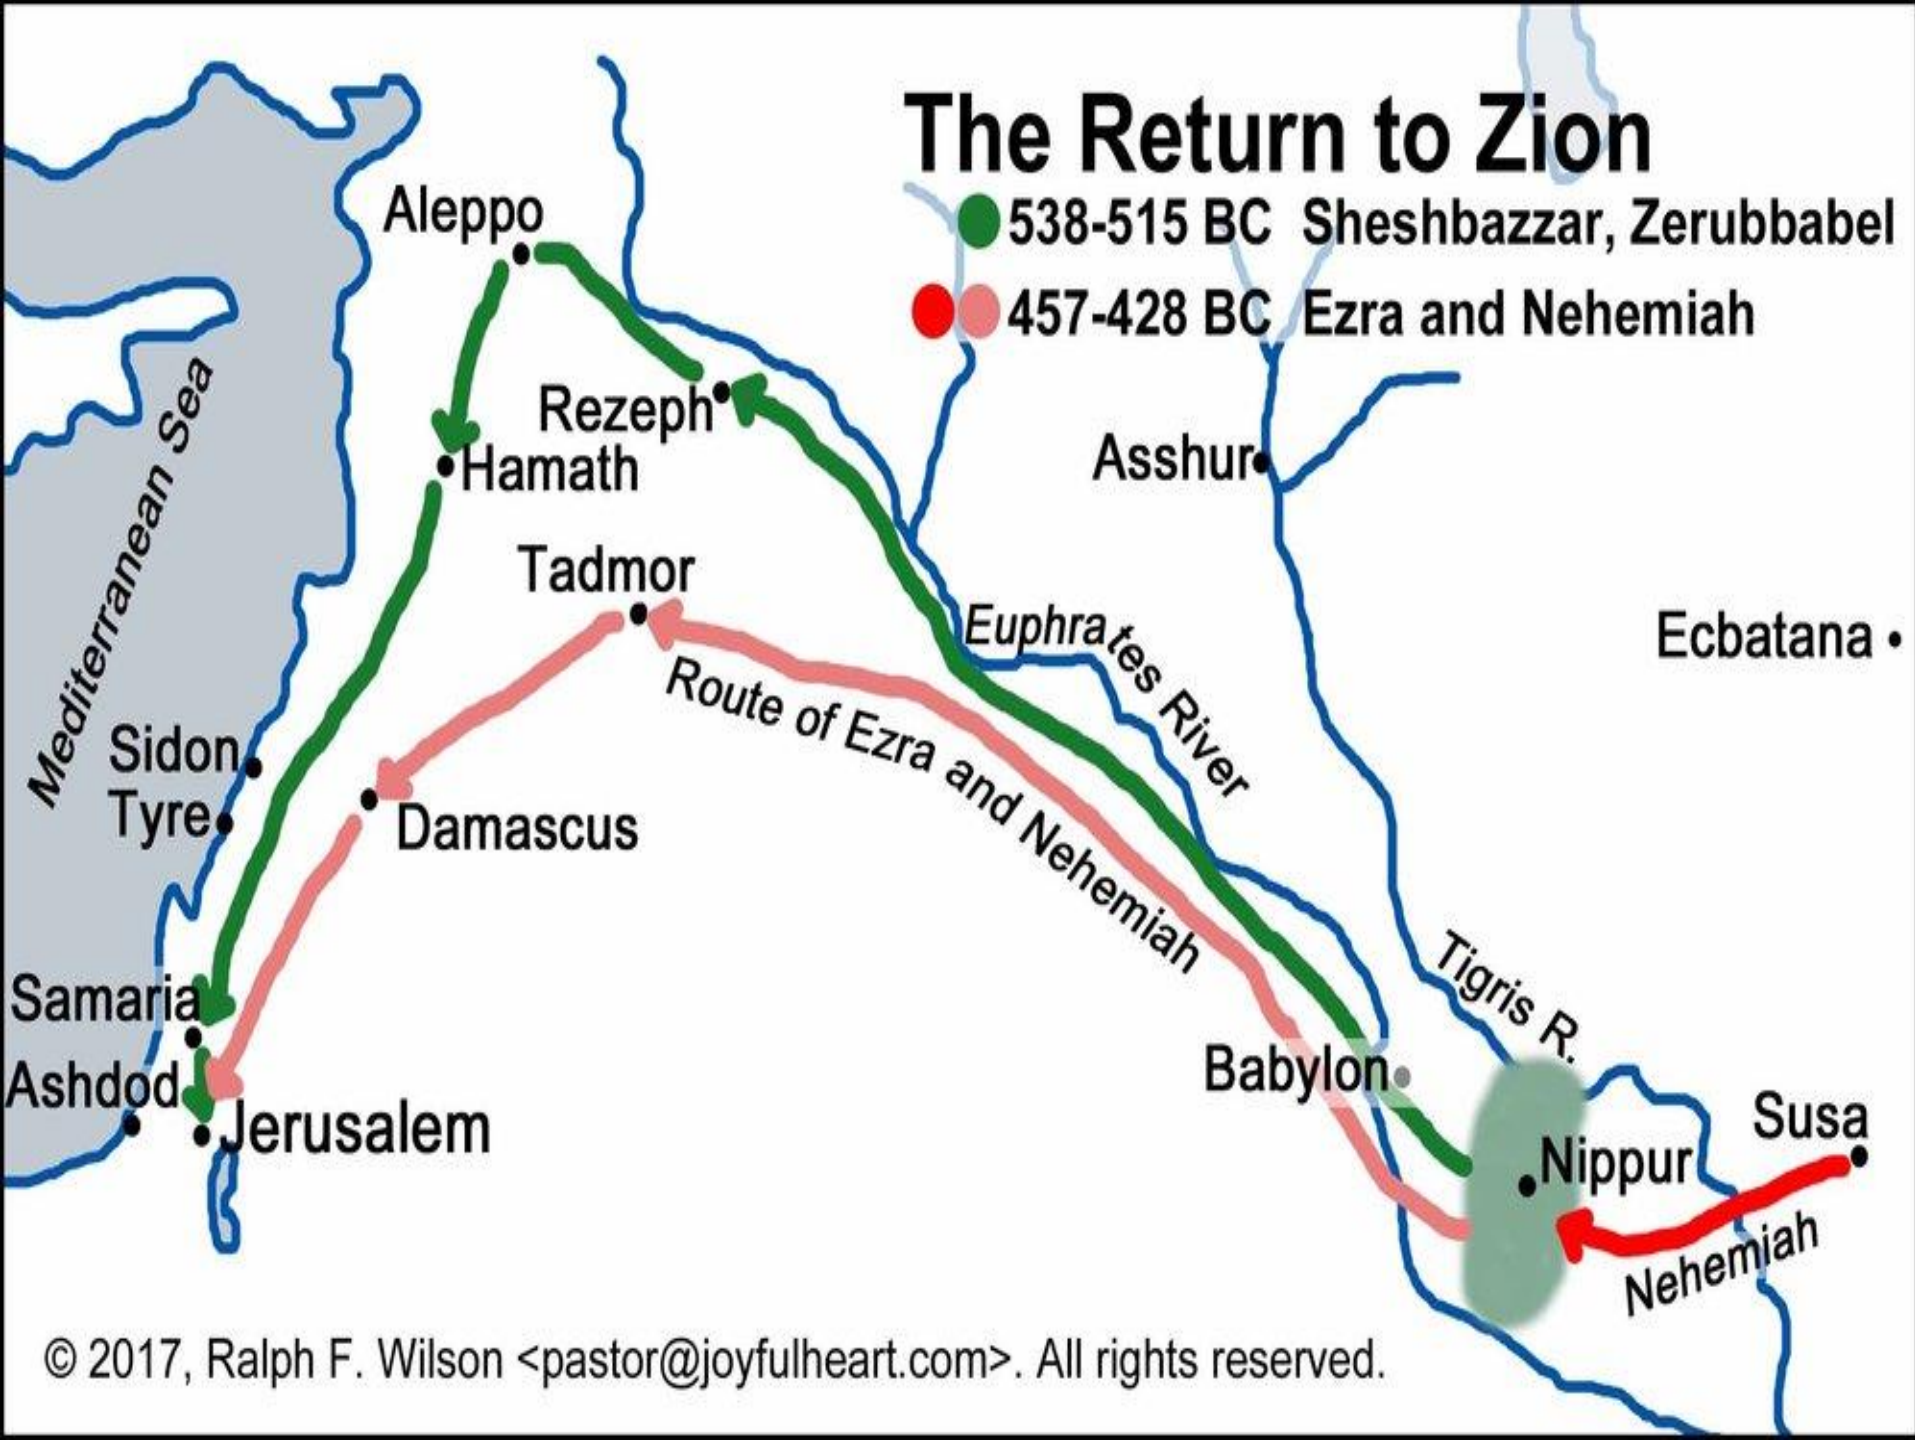 The Return to Zion
538-515 BC Sheshbazzar, Zerubbabel
457-428 BC Ezra and Nehemiah
Aleppo
Rezeph
Hamath
Asshur
Mediterranean Sea
Tadmor
Euphrates River
Ecbatana
Route of Ezra and Nehemiah
Sidon
Tyre
Damascus
Tigris R.
Samaria
Babylon
Ashdod
Susa
Jerusalem
Nippur
Nehemiah
© 2017, Ralph F. Wilson <pastor@joyfulheart.com>. All rights reserved.